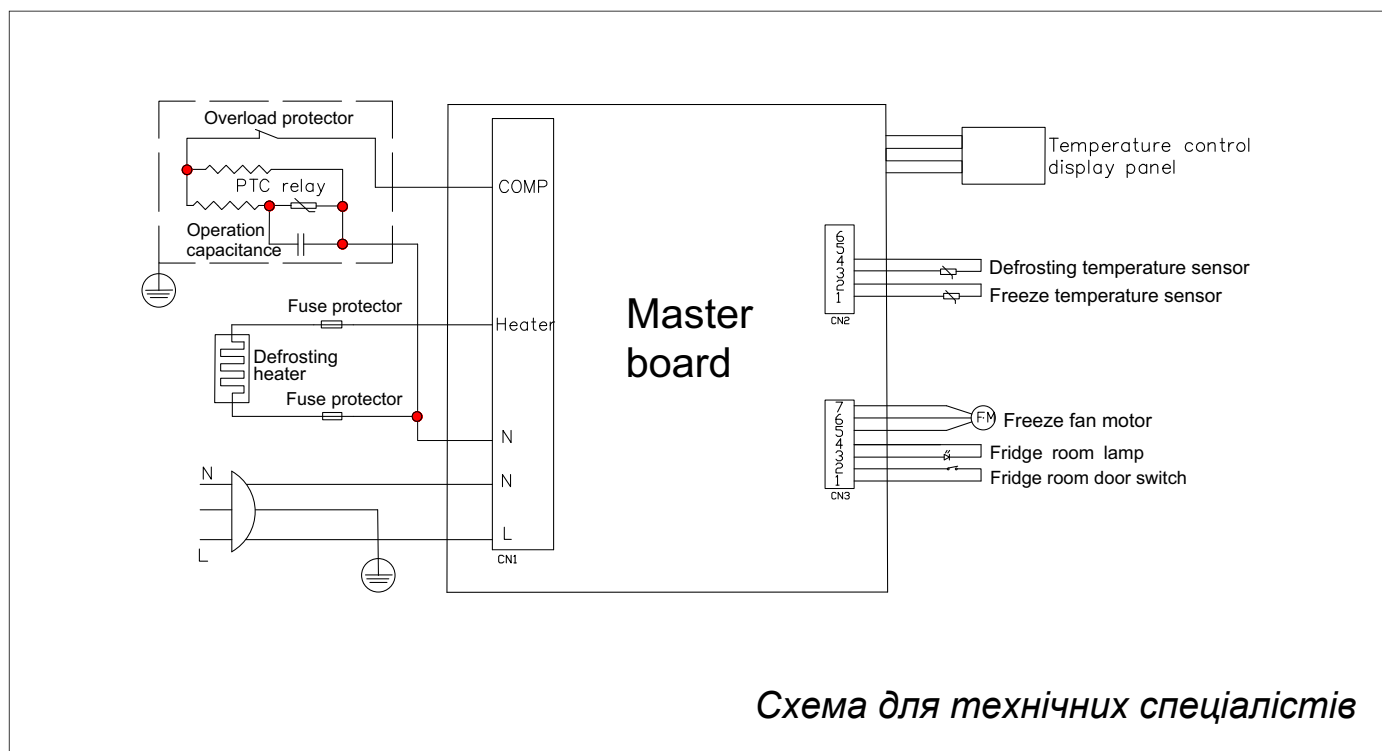 Overload protector
PTC relay
Operation
capacitance
COMP
Fuse protector
Heater
Defrosting
heater
Fuse protector
N
N
N
L
L
CN1
Master
board
Temperature control
display panel
6
5
4
3
2
1
CN2
Defrosting temperature sensor
Freeze temperature sensor
7
6
5
4
3
2
1
CN3
FM
Freeze fan motor
Fridge room lamp
Fridge room door switch
Схема для технічних спеціалістів